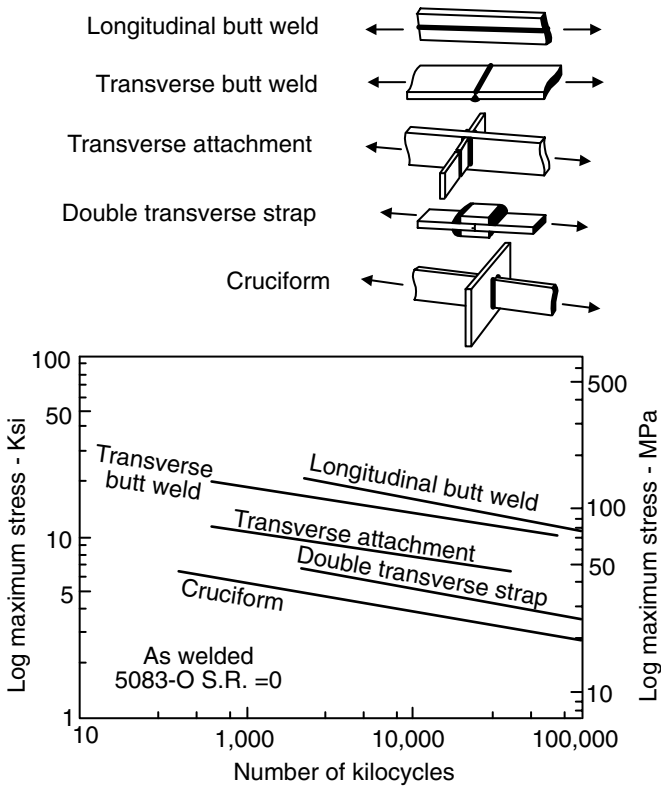 Longitudinal butt weld
Transverse butt weld
Transverse attachment
Double transverse strap
Cruciform
Log maximum stress - Ksi
100
50
10
5
1
Transverse
butt weld
Longitudinal butt weld
Transverse attachment
Double transverse strap
Cruciform
As welded
5083-O S.R. =0
500
100
50
10
Log maximum stress - MPa
10
1,000
10,000
100,000
Number of kilocycles